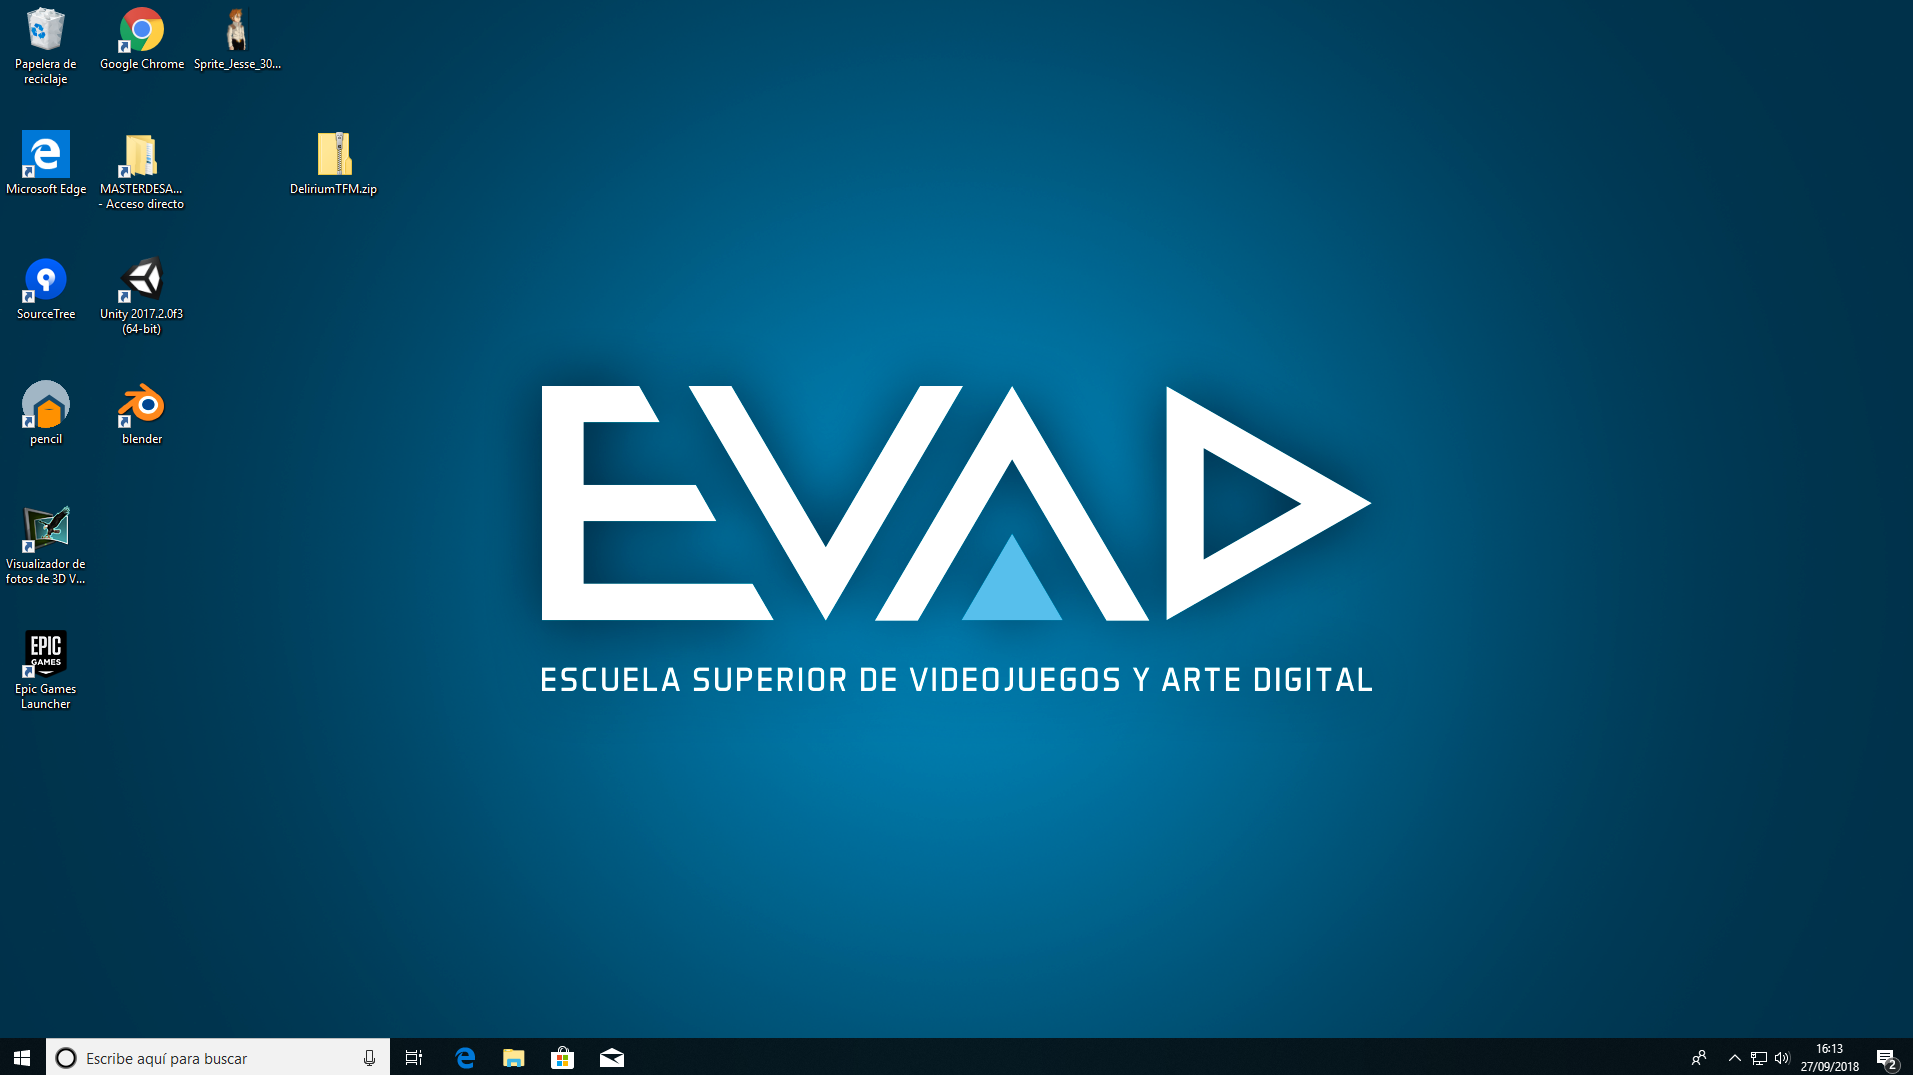 Papelera de
reciclaje
Google Chrome
Sprite_Jesse_30...
Microsoft Edge
MASTERDESA...
- Acceso directo
DeliriumTFM.zip
SourceTree
Unity 2017.2.0f3
(64-bit)
pencil
blender
Visualizador de
fotos de 3D V...
EPIC
GAMES
Epic Games
Launcher
EVAD
ESCUELA SUPERIOR DE VIDEOJUEGOS Y ARTE DIGITAL
Escribe aquí para buscar
16:13
27/09/2018
2